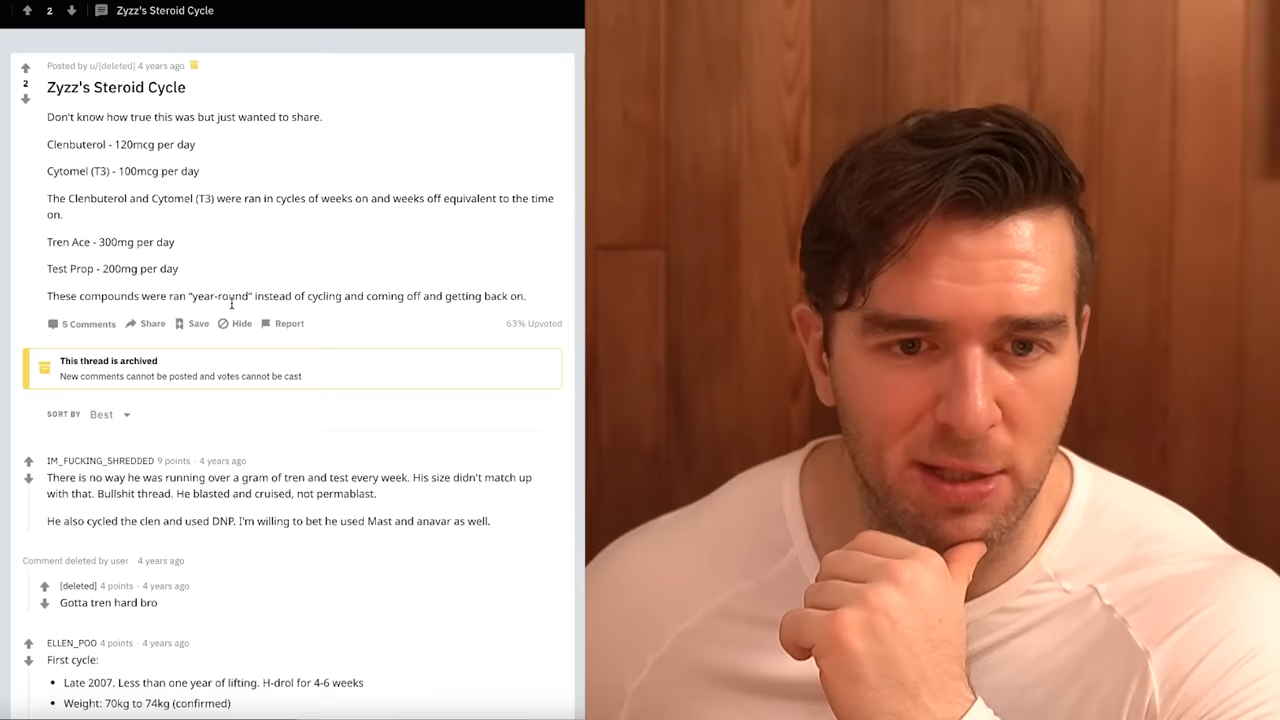 2 Zyzz's Steroid Cycle
Posted by u/[deleted] 4 years ago
2
Zyzz's Steroid Cycle
Don't know how true this was but just wanted to share.
Clenbuterol - 120mcg per day
Cytomel (T3) - 100mcg per day
The Clenbuterol and Cytomel (T3) were ran in cycles of weeks on and weeks off equivalent to the time
on.
Tren Ace - 300mg per day
Test Prop - 200mg per day
These compounds were ran "year-round" instead of cycling and coming off and getting back on.
5 Comments Share Save Hide Report 63% Upvoted
This thread is archived
New comments cannot be posted and votes cannot be cast
SORT BY Best
IM_FUCKING_SHREDDED 9 points · 4 years ago
There is no way he was running over a gram of tren and test every week. His size didn't match up
with that. Bullshit thread. He blasted and cruised, not permablast.
He also cycled the clen and used DNP. I'm willing to bet he used Mast and anavar as well.
Comment deleted by user 4 years ago
[deleted] 4 points · 4 years ago
Gotta tren hard bro
ELLEN_POO 4 points · 4 years ago
First cycle:
• Late 2007. Less than one year of lifting. H-drol for 4-6 weeks
• Weight: 70kg to 74kg (confirmed)